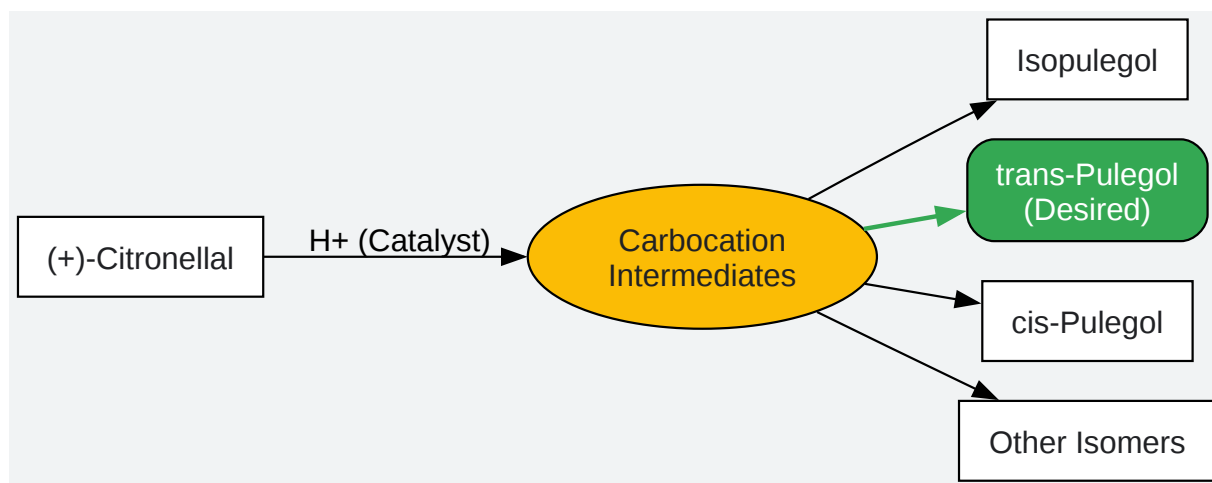 Isopulegol
trans-Pulegol
(Desired)
(+)-Citronellal
H+ (Catalyst)
Carbocation
Intermediates
cis-Pulegol
Other Isomers